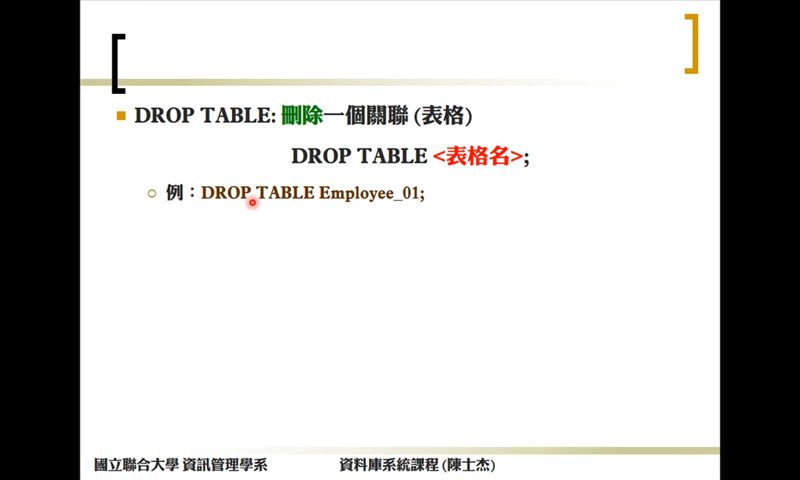 DROP TABLE: 刪除一個關聯 (表格)
DROP TABLE <表格名>;
例：DROP TABLE Employee_01;
國立聯合大學 資訊管理學系 資料庫系統課程 (陳士杰)